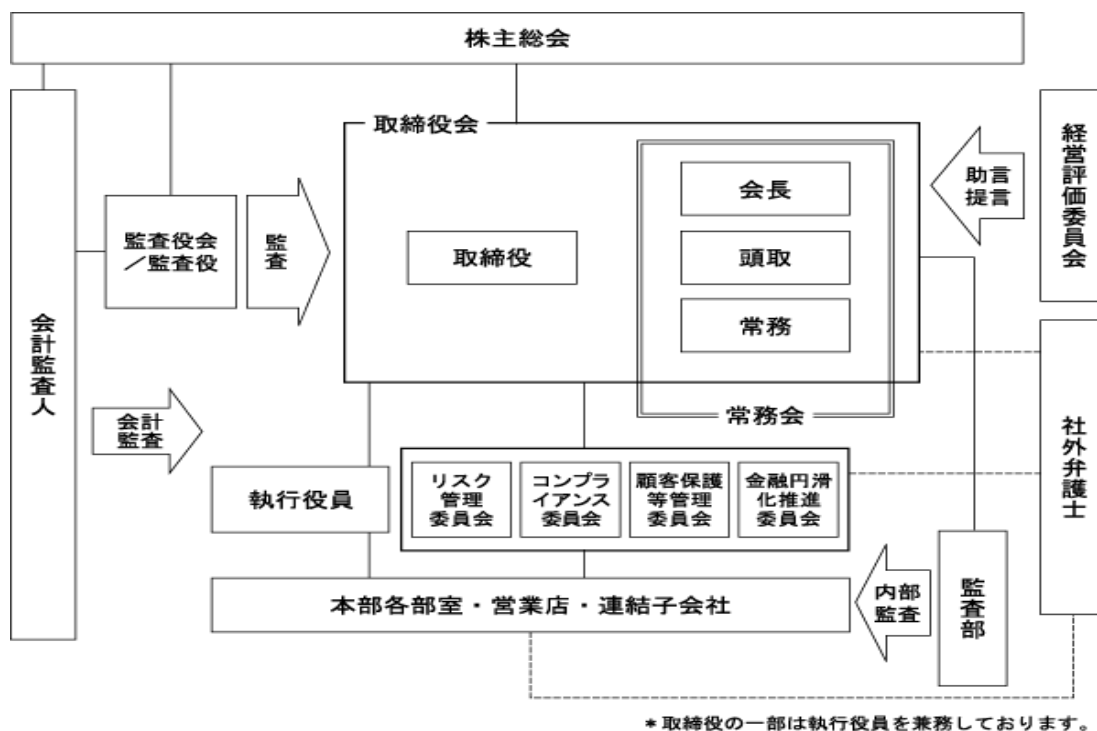 株主総会
取締役会
会長
頭取
常務
取締役
常務会
監査役会
／監査役
監査
会計監査人
会計
監査
助言
提言
経営評価委員会
社外弁護士
執行役員
リスク
管理
委員会
コンプラ
イアンス
委員会
顧客保護
等管理
委員会
金融円滑
化推進
委員会
本部各部室・営業店・連結子会社
内部
監査
監査部
＊取締役の一部は執行役員を兼務しております。